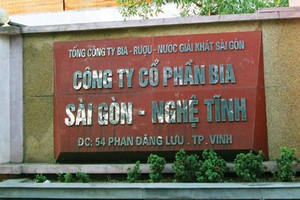 TỔNG CÔNG TY BIA - RƯỢU - NƯỚC GIẢI KHÁT SÀI GÒN
CÔNG TY CỔ PHẦN BIA
SÀI GÒN - NGHỆ TĨNH
ĐC: 54 PHAN ĐĂNG LƯU . TP. VINH